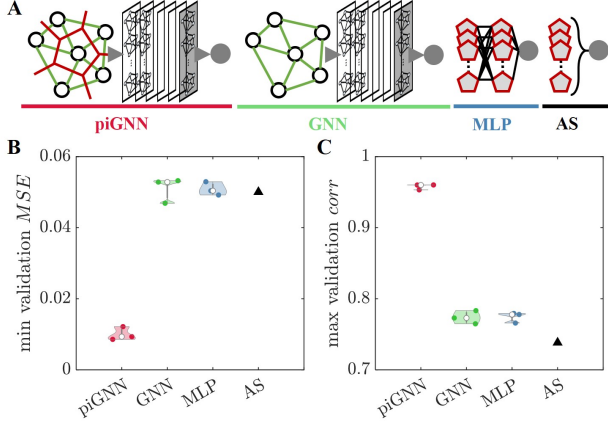 A
piGNN
GNN
MLP
AS
B
min validation MSE
0.06
0.04
0.02
0
piGNN
GNN
MLP
AS
C
max validation corr
1
0.9
0.8
0.7
piGNN
GNN
MLP
AS